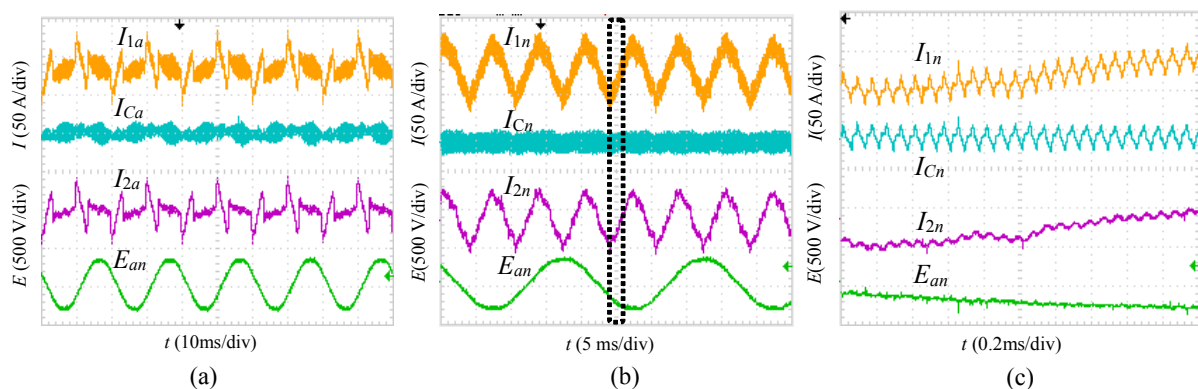 I (50 A/div)
E (500 V/div)
I1a
ICa
I2a
Ean
t (10ms/div)
(a)
I(50 A/div)
E(500 V/div)
I1n
ICn
I2n
Ean
t (5 ms/div)
(b)
I(50 A/div)
E(500 V/div)
I1n
ICn
I2n
Ean
t (0.2ms/div)
(c)